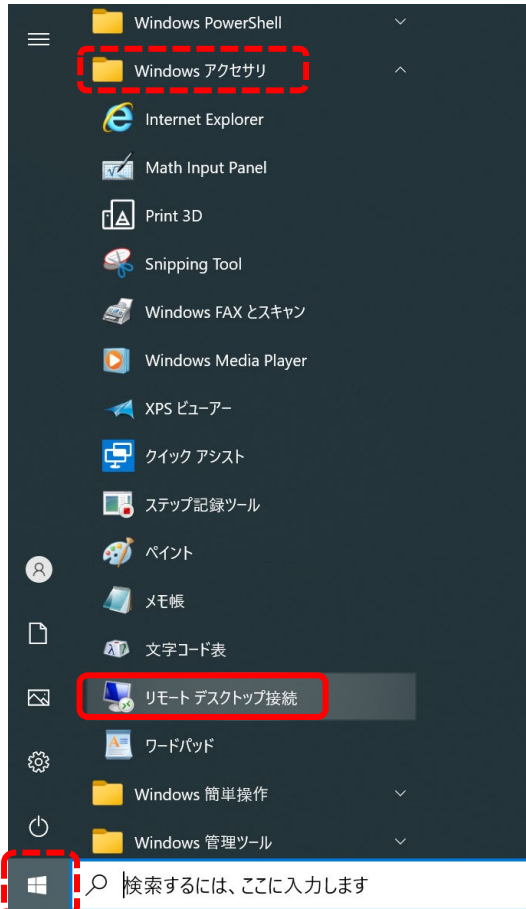 Windows PowerShell
Windows アクセサリ
Internet Explorer
Math Input Panel
Print 3D
Snipping Tool
Windows FAX とスキャン
Windows Media Player
XPS ビューアー
クイック アシスト
ステップ記録ツール
ペイント
メモ帳
文字コード表
リモート デスクトップ接続
ワードパッド
Windows 簡単操作
Windows 管理ツール
検索するには、ここに入力します